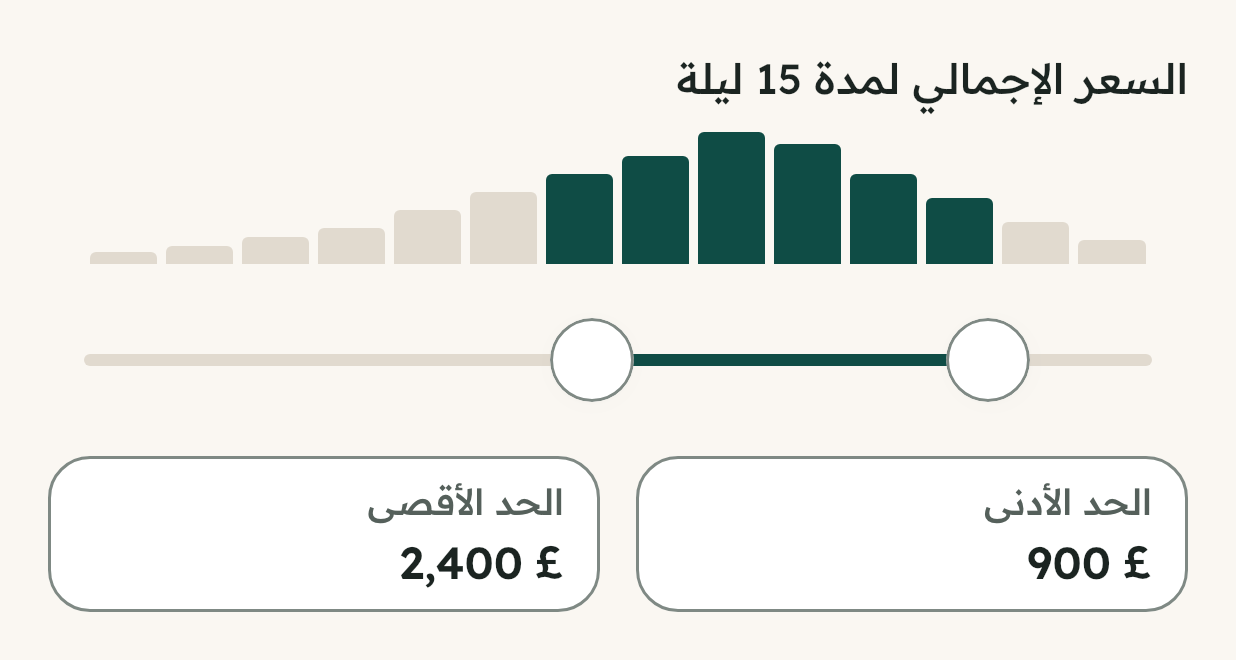 السعر الإجمالي لمدة 15 ليلة
الحد الأدنى
£ 900
الحد الأقصى
£ 2,400